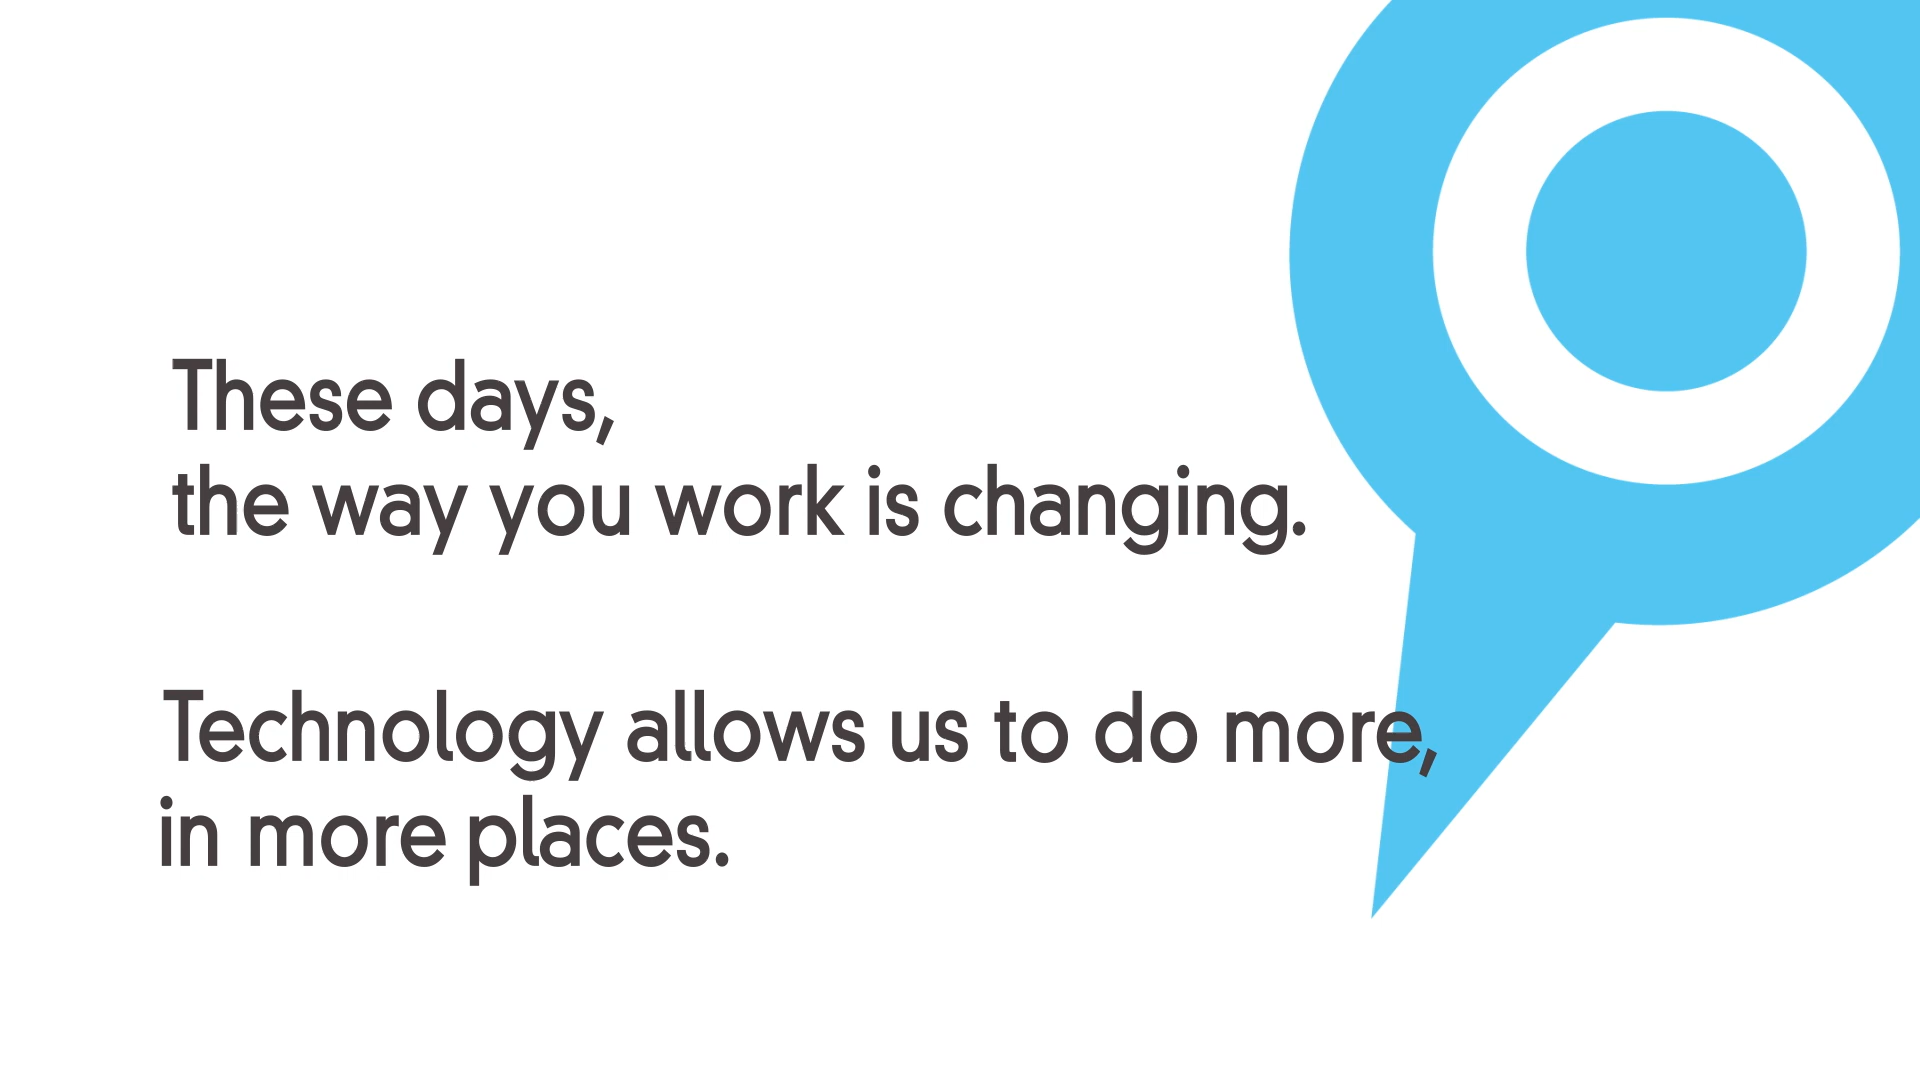 These days,
the way you work is changing.
Technology allows us to do more,
in more places.